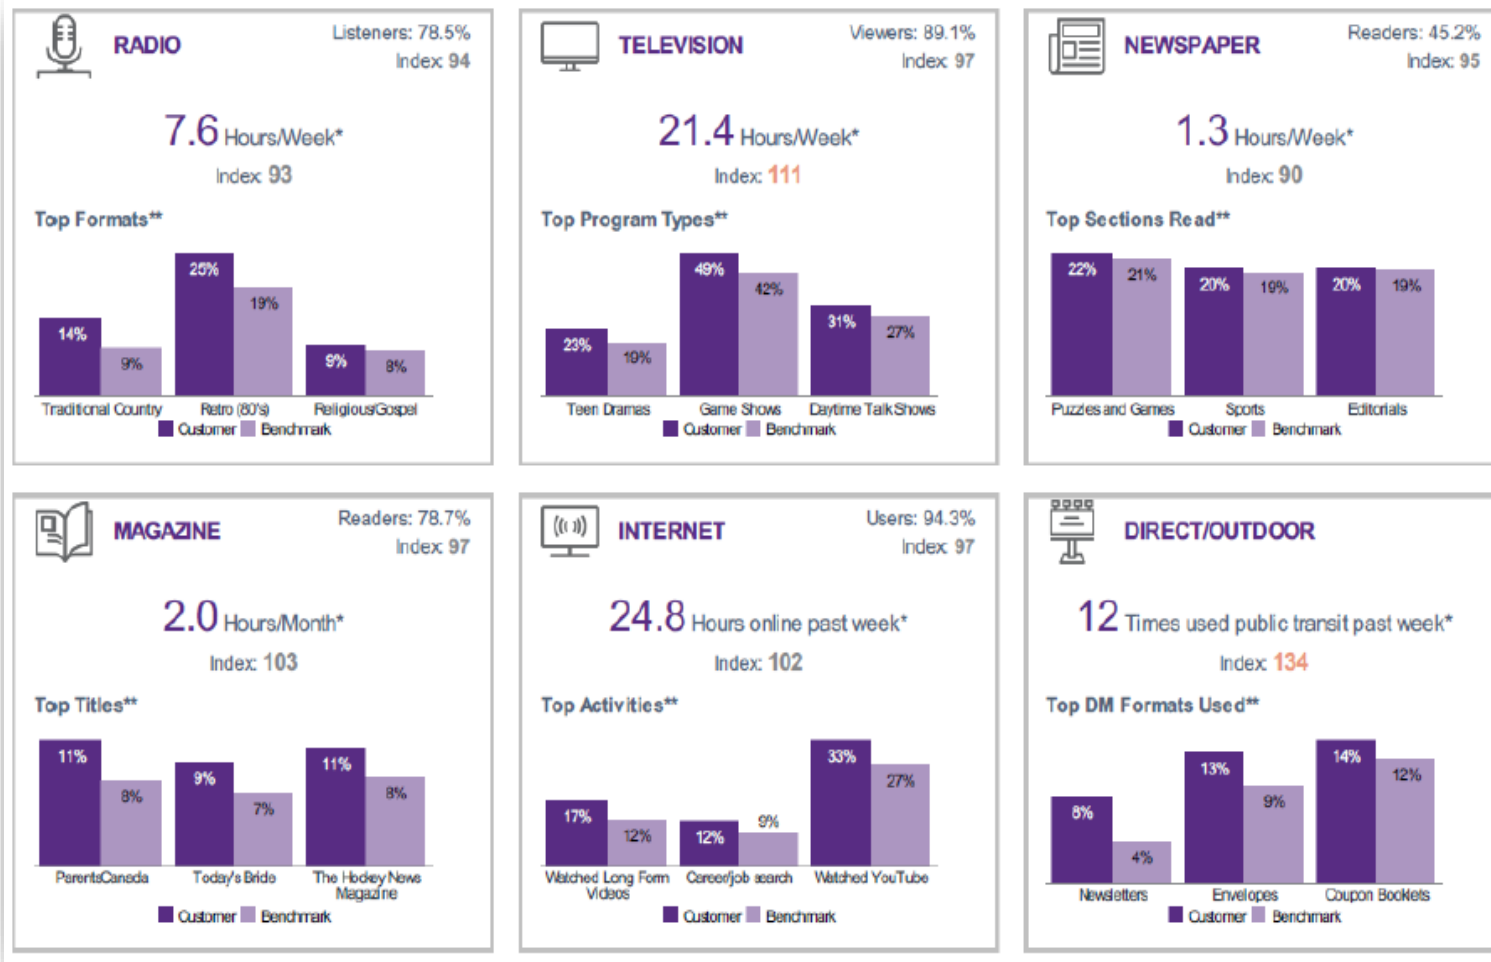 RADIO
Listeners: 78.5%
Index: 94
7.6 Hours/Week*
Index: 93
Top Formats**
14%
9%
25%
19%
9%
8%
Traditional Country
Retro (80's)
Religious/Gospel
Customer Benchmark
TELEVISION
Viewers: 89.1%
Index: 97
21.4 Hours/Week*
Index: 111
Top Program Types**
23%
19%
49%
42%
31%
27%
Teen Dramas
Game Shows
Daytime Talk Shows
Customer Benchmark
NEWSPAPER
Readers: 45.2%
Index: 95
1.3 Hours/Week*
Index: 90
Top Sections Read**
22%
21%
20%
19%
20%
19%
Puzzles and Games
Sports
Editorials
Customer Benchmark
MAGAZINE
Readers: 78.7%
Index: 97
2.0 Hours/Month*
Index: 103
Top Titles**
11%
8%
9%
7%
11%
8%
ParentsCanada
Today's Bride
The Hockey News
Magazine
Customer Benchmark
INTERNET
Users: 94.3%
Index: 97
24.8 Hours online past week*
Index: 102
Top Activities**
17%
12%
12%
9%
33%
27%
Watched Long Form
Videos
Career/job search
Watched YouTube
Customer Benchmark
DIRECT/OUTDOOR
12 Times used public transit past week*
Index: 134
Top DM Formats Used**
8%
4%
13%
9%
14%
12%
Newsletters
Envelopes
Coupon Booklets
Customer Benchmark